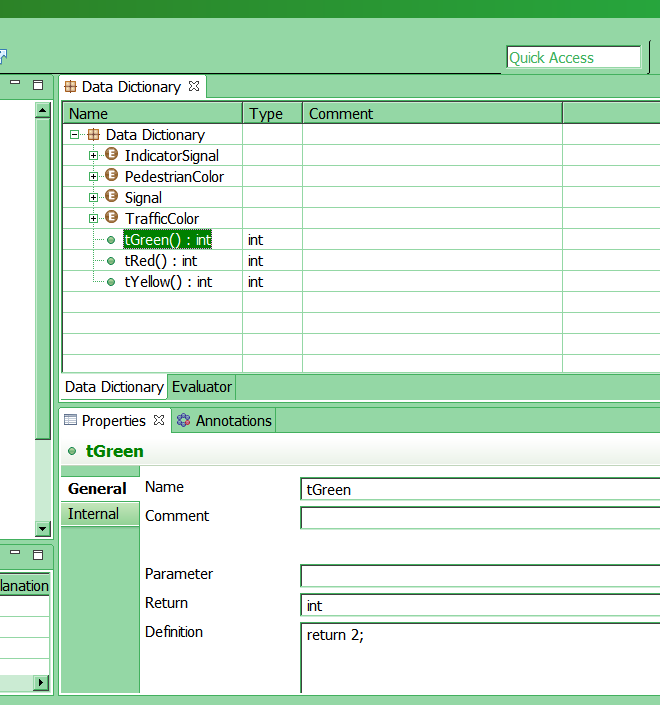 Quick Access
Data Dictionary
Name Type Comment
Data Dictionary
IndicatorSignal
PedestrianColor
Signal
TrafficColor
tGreen() : int int
tRed() : int int
tYellow() : int int
Data Dictionary Evaluator
Properties Annotations
tGreen
General
Internal
Name tGreen
Comment
Parameter
Return int
Definition return 2;
lanation